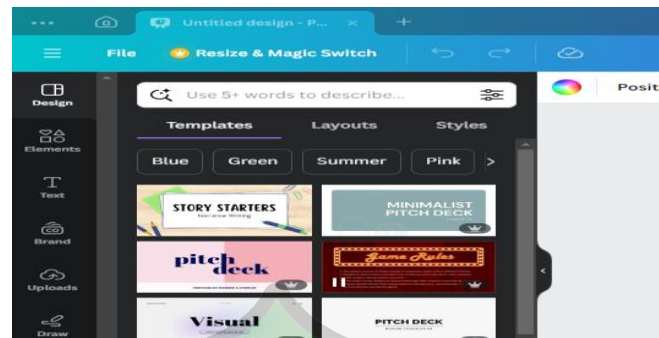 Untitled design - P...
File
Resize & Magic Switch
Design
Use 5+ words to describe...
Posit
Templates Layouts Styles
Elements
Blue Green Summer Pink
Text
STORY STARTERS
Narrative Writing
MINIMALIST
PITCH DECK
Brand
pitch
deck
Game Rules
Uploads
Visual
PITCH DECK
Draw